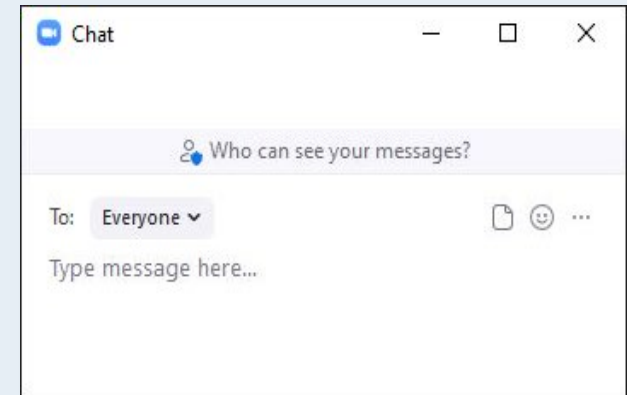 Chat
Who can see your messages?
To: Everyone
Type message here...